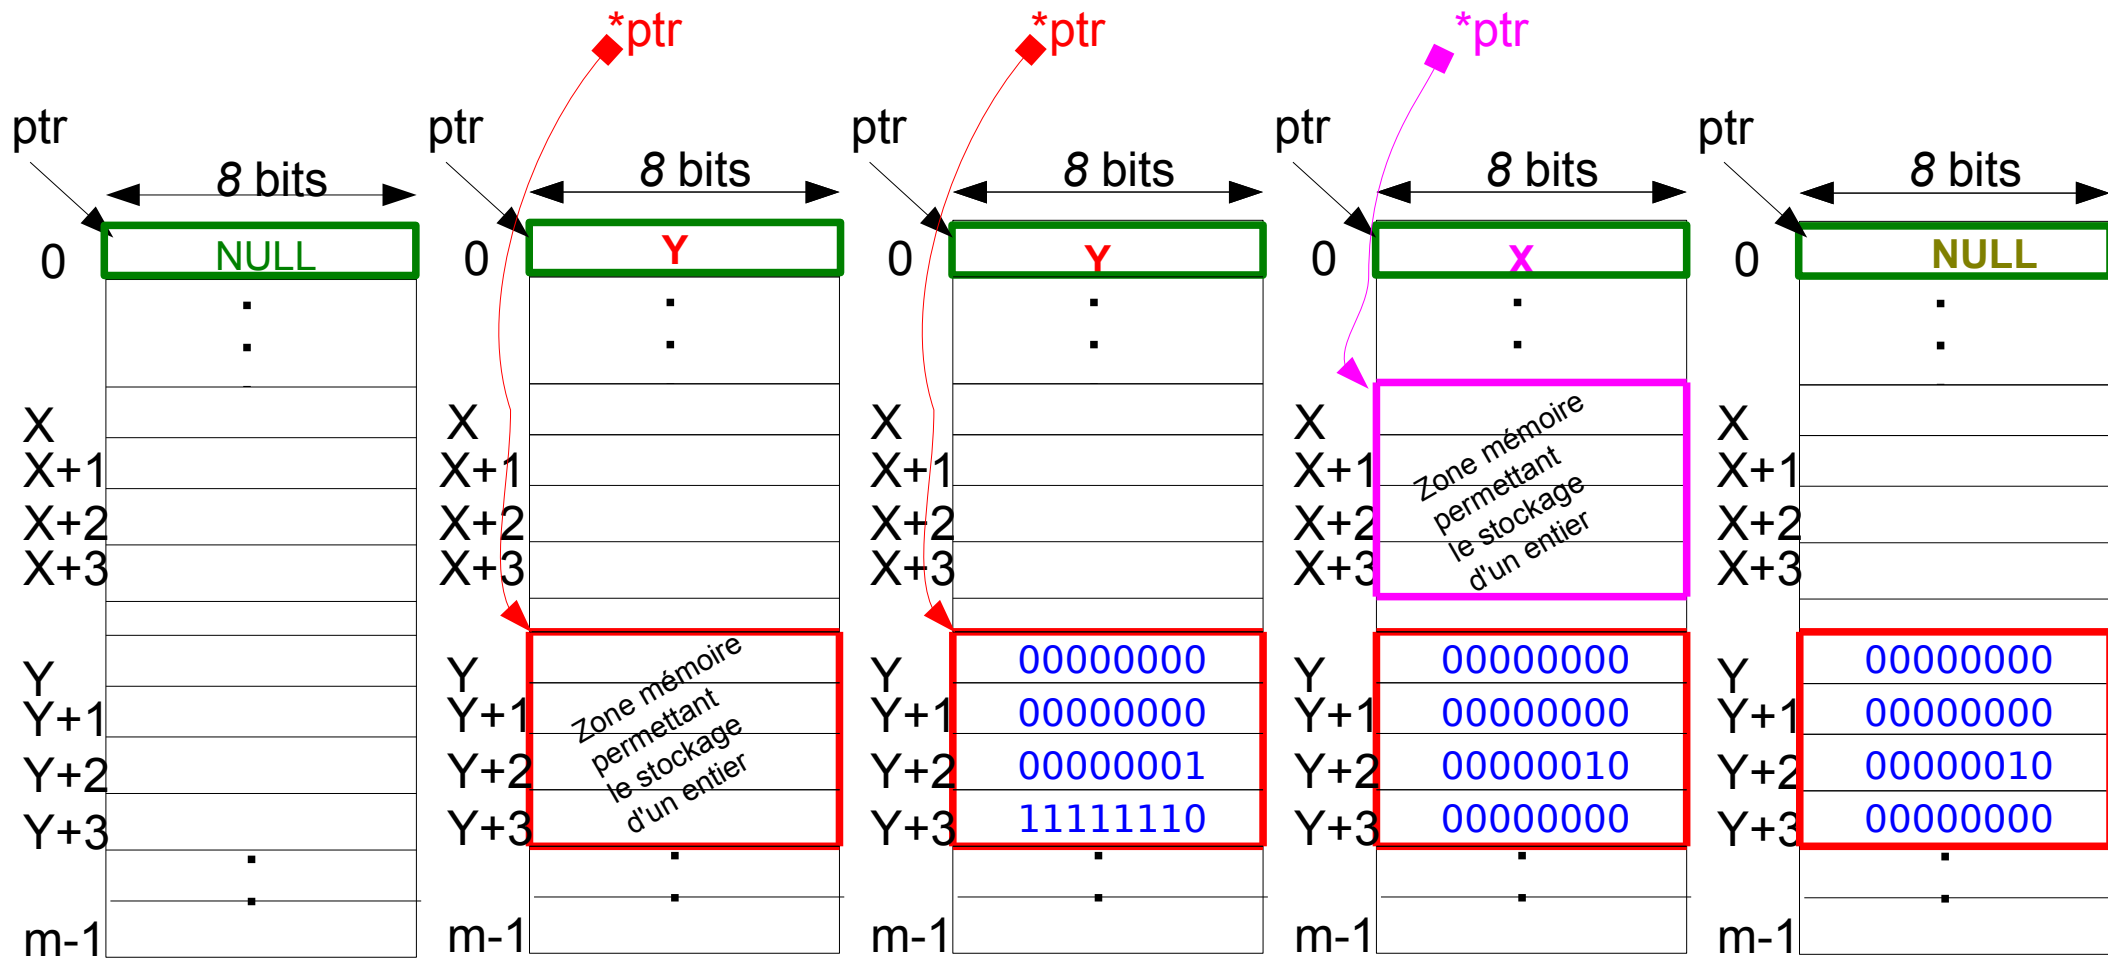 *ptr
*ptr
*ptr
ptr
ptr
ptr
ptr
ptr
8 bits
8 bits
8 bits
8 bits
8 bits
0
NULL
X
X+1
X+2
X+3
Y
Y+1
Y+2
Y+3
m-1
0
Y
X
X+1
X+2
X+3
Y
Y+1
Y+2
Y+3
Zone mémoire
permettant
le stockage
d'un entier
m-1
0
Y
X
X+1
X+2
X+3
Y
00000000
Y+1
00000000
Y+2
00000001
Y+3
11111110
m-1
0
X
X
X+1
X+2
X+3
Zone mémoire
permettant
le stockage
d'un entier
Y
00000000
Y+1
00000000
Y+2
00000010
Y+3
00000000
m-1
0
NULL
X
X+1
X+2
X+3
Y
00000000
Y+1
00000000
Y+2
00000010
Y+3
00000000
m-1